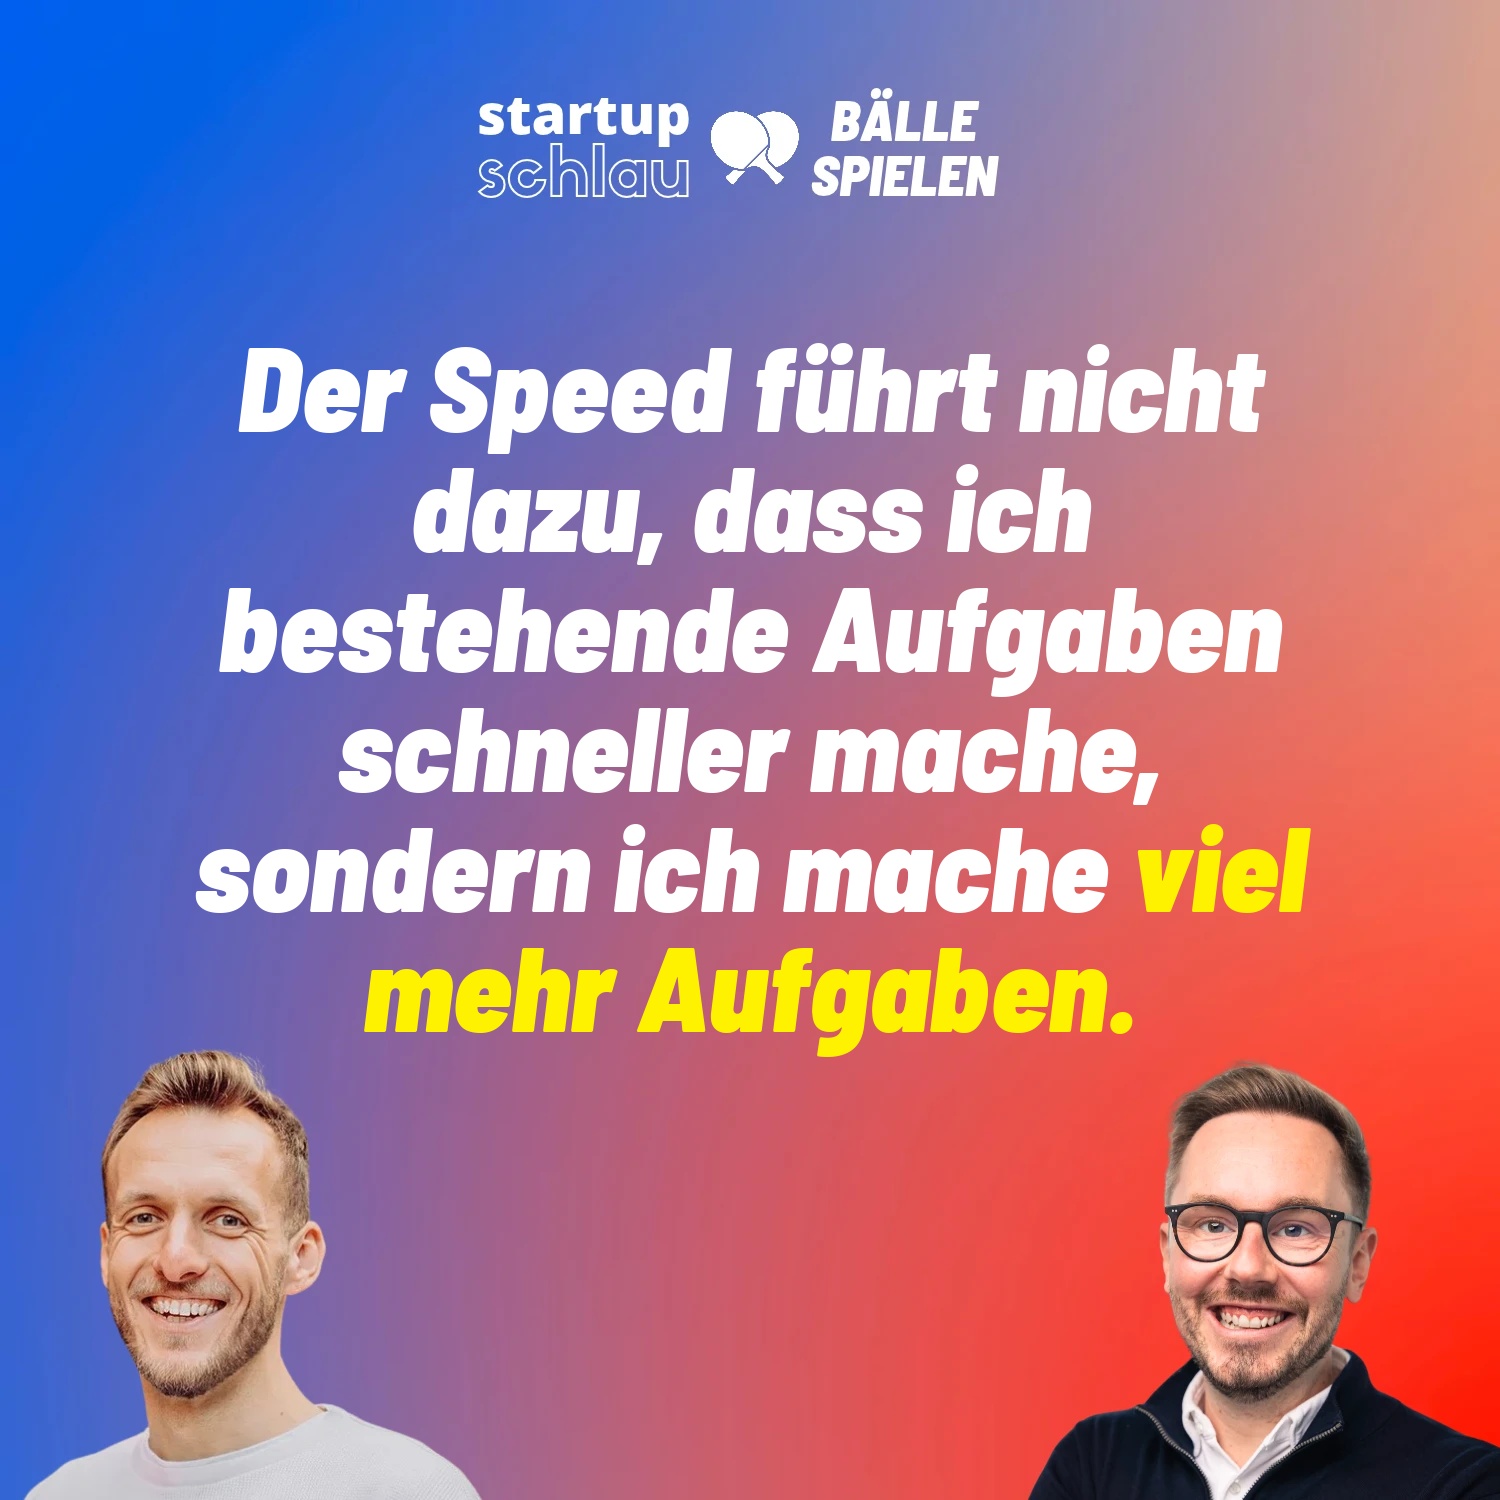 startup
schlau
BÄLLE
SPIELEN
Der Speed führt nicht
dazu, dass ich
bestehende Aufgaben
schneller mache,
sondern ich mache viel
mehr Aufgaben.